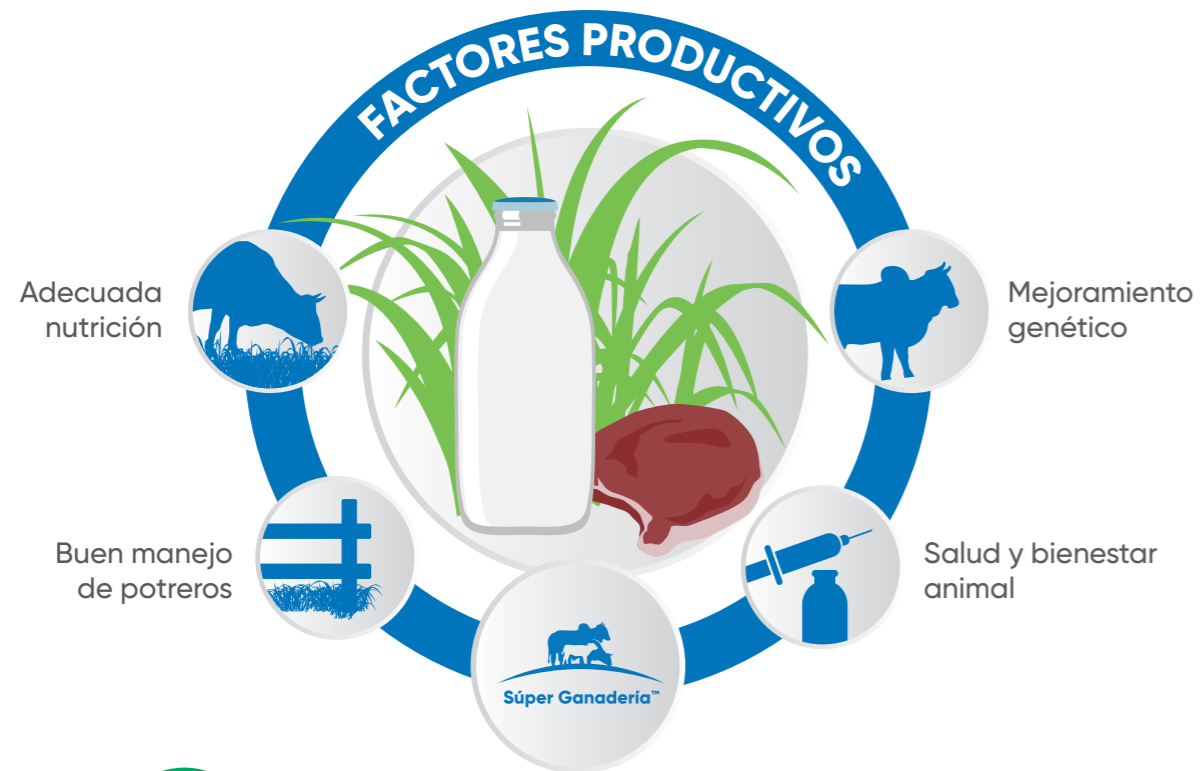 FACTORES PRODUCTIVOS
Adecuada
nutrición
Mejoramiento
genético
Buen manejo
de potreros
Salud y bienestar
animal
Súper Ganadería™